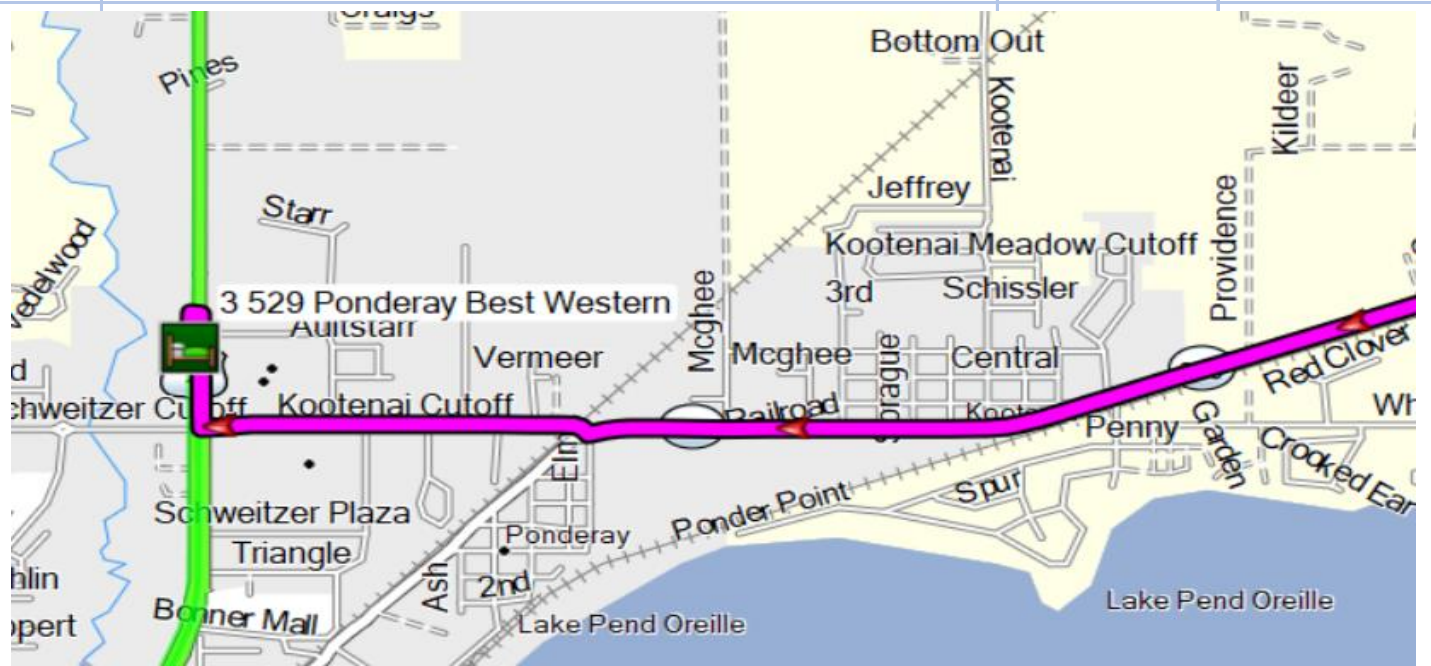 Craigs
Bottom Out
Pines
Kootenai
Kildeer
Jeffrey
Providence
Starr
Kootenai Meadow Cutoff
3rd
Schissler
3 529 Ponderay Best Western
Aultstarr
Mcghee
Vermeer
Mcghee
Sprague
Central
Red Clover
Kootenai Cutoff
Railroad
Penny
Garden
Crooked Ear
Elm
Spur
Schweitzer Plaza
Ponder Point
Ponderay
Triangle
Ash
2nd
Bonner Mall
Lake Pend Oreille
Lake Pend Oreille